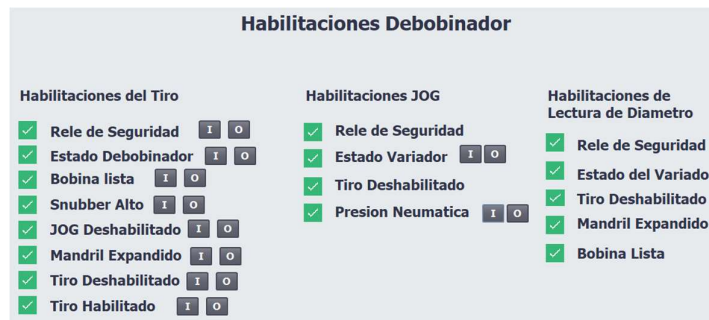 Habilitaciones Debobinador
Habilitaciones del Tiro
Rele de Seguridad I O
Estado Debobinador I O
Bobina lista I O
Snubber Alto I O
JOG Deshabilitado I O
Mandril Expandido I O
Tiro Deshabilitado I O
Tiro Habilitado I O
Habilitaciones JOG
Rele de Seguridad
Estado Variador I O
Tiro Deshabilitado
Presion Neumatica I O
Habilitaciones de
Lectura de Diametro
Rele de Seguridad
Estado del Variado
Tiro Deshabilitado
Mandril Expandido
Bobina Lista